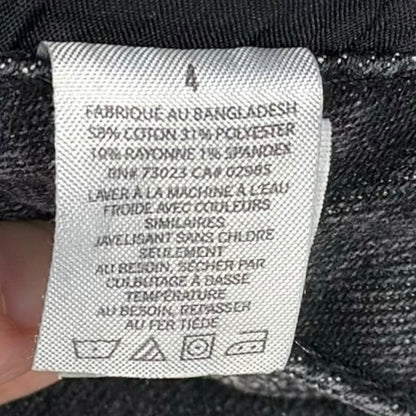 4
FABRIQUÉ AU BANGLADESH
58% COTON 31% POLYESTER
10% RAYONNE 1% SPANDEX
RN# 73023 CA# 02985
LAVER À LA MACHINE À L'EAU
FROIDE AVEC COULEURS
SIMILAIRES
JAVELISANT SANS CHLORE
SEULEMENT
AU BESOIN, SÉCHER PAR
CULBUTAGE À BASSE
TEMPÉRATURE
AU BESOIN, REPASSER
AU FER TIÈDE